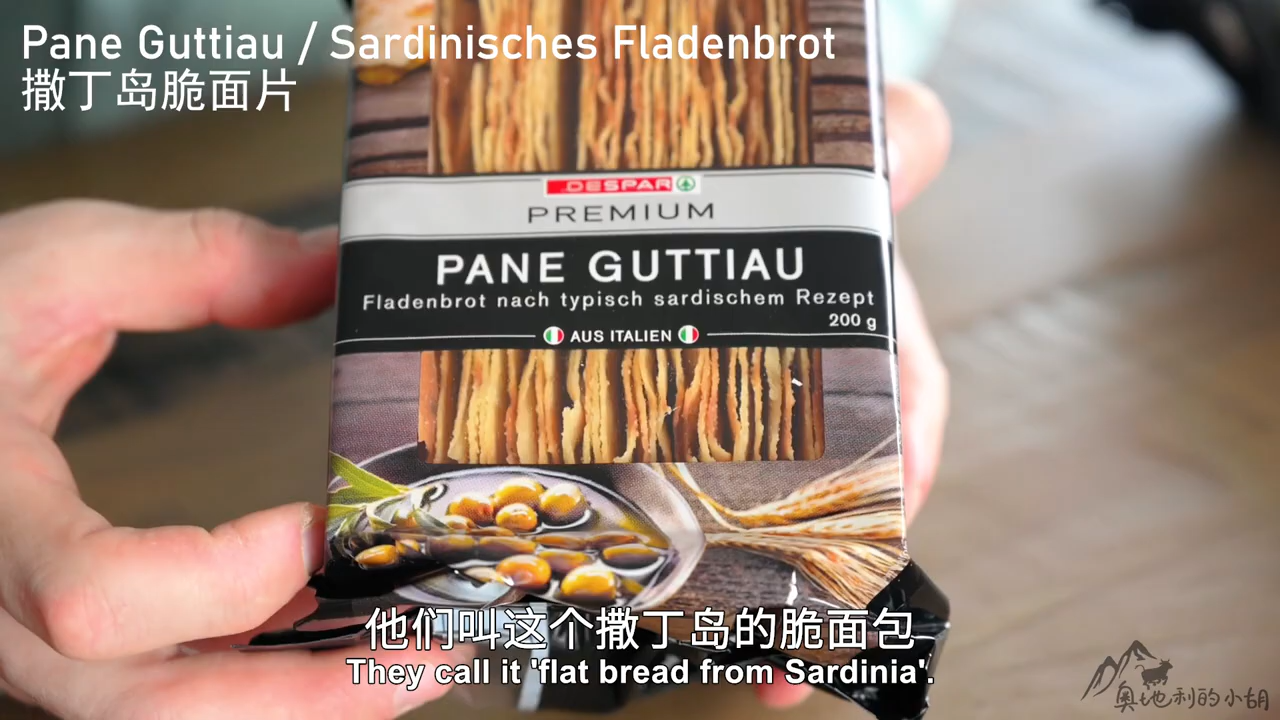 Pane Guttiau / Sardinisches Fladenbrot
撒丁岛脆面片
DESPAR
PREMIUM
PANE GUTTIAU
Fladenbrot nach typisch sardischem Rezept
200 g
AUS ITALIEN
他们叫这个撒丁岛的脆面包
They call it 'flat bread from Sardinia'.
奥地利的小胡